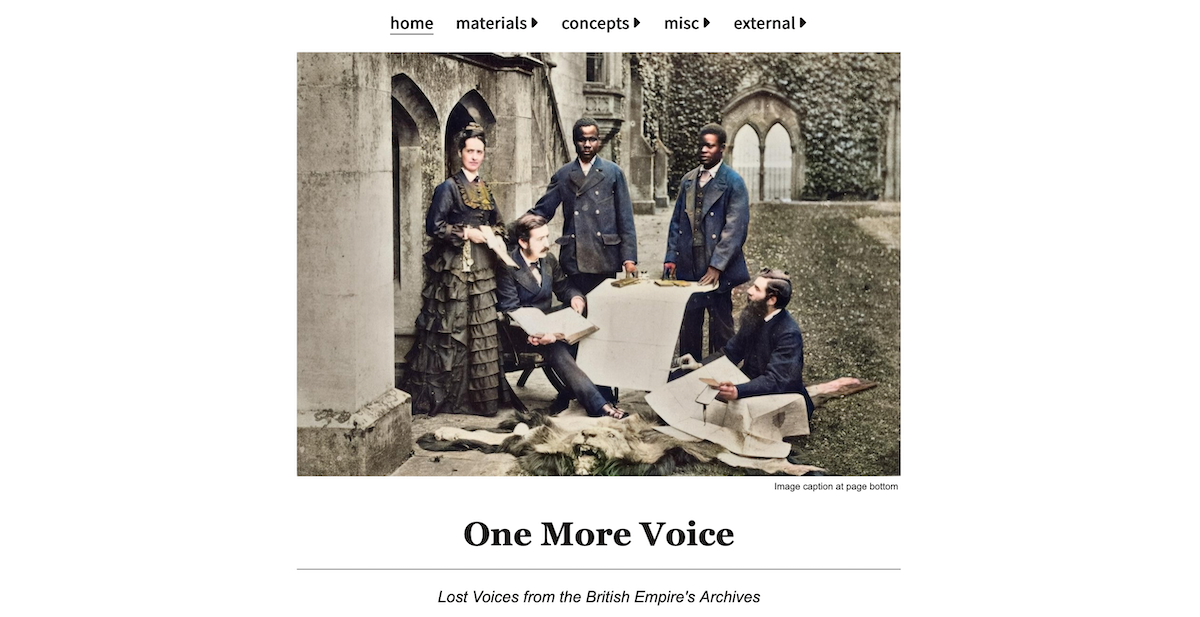 home materials concepts misc external
Image caption at page bottom
One More Voice
Lost Voices from the British Empire's Archives